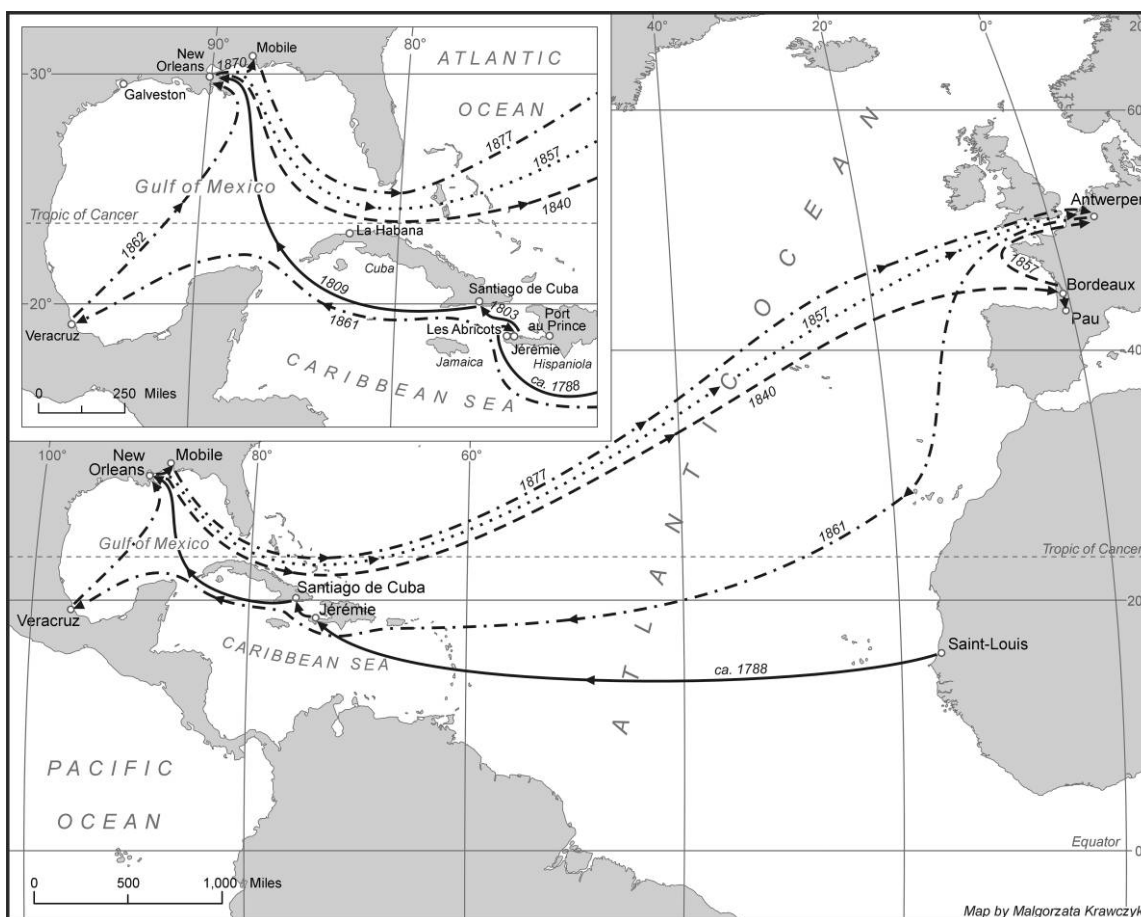 40°
20°
0°
20
90°
80°
Mobile
New
Orleans
1870
ATLANTIC
30°
Galveston
OCEAN
60
1877
1857
1840
Gulf of Mexico
Tropic of Cancer
1862
La Habana
Cuba
1809
Santiago de Cuba
1803
Port
au Prince
Les Abricots
Jérémie
Hispaniola
Jamaica
20°
1861
Veracruz
CARIBBEAN SEA
ca. 1788
0 250 Miles
Antwerpen
1857
Bordeaux
Pau
40
ATLANTIC OCEAN
1857
1840
1877
100°
80°
60°
New
Orleans
Mobile
Gulf of Mexico
1861
Tropic of Cancer
Santiago de Cuba
20
Jérémie
Veracruz
CARIBBEAN SEA
Saint-Louis
ca. 1788
PACIFIC
OCEAN
Equator
0
0 500 1,000 Miles
Map by Malgorzata Krawczyk